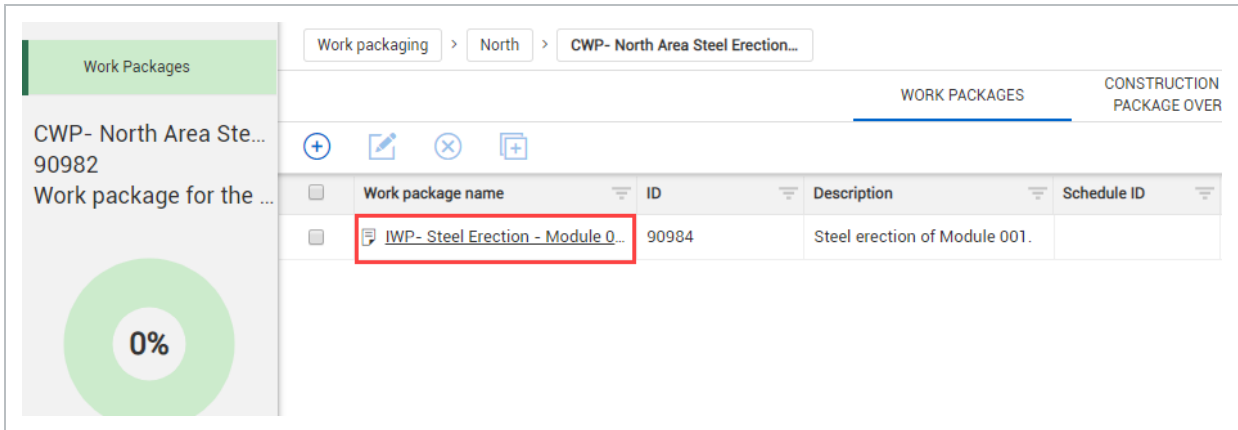 Work Packages
CWP- North Area Ste...
90982
Work package for the ...
0%
Work packaging > North > CWP- North Area Steel Erection...
WORK PACKAGES
CONSTRUCTION
PACKAGE OVER
Work package name ID Description Schedule ID
IWP- Steel Erection - Module 0... 90984 Steel erection of Module 001.